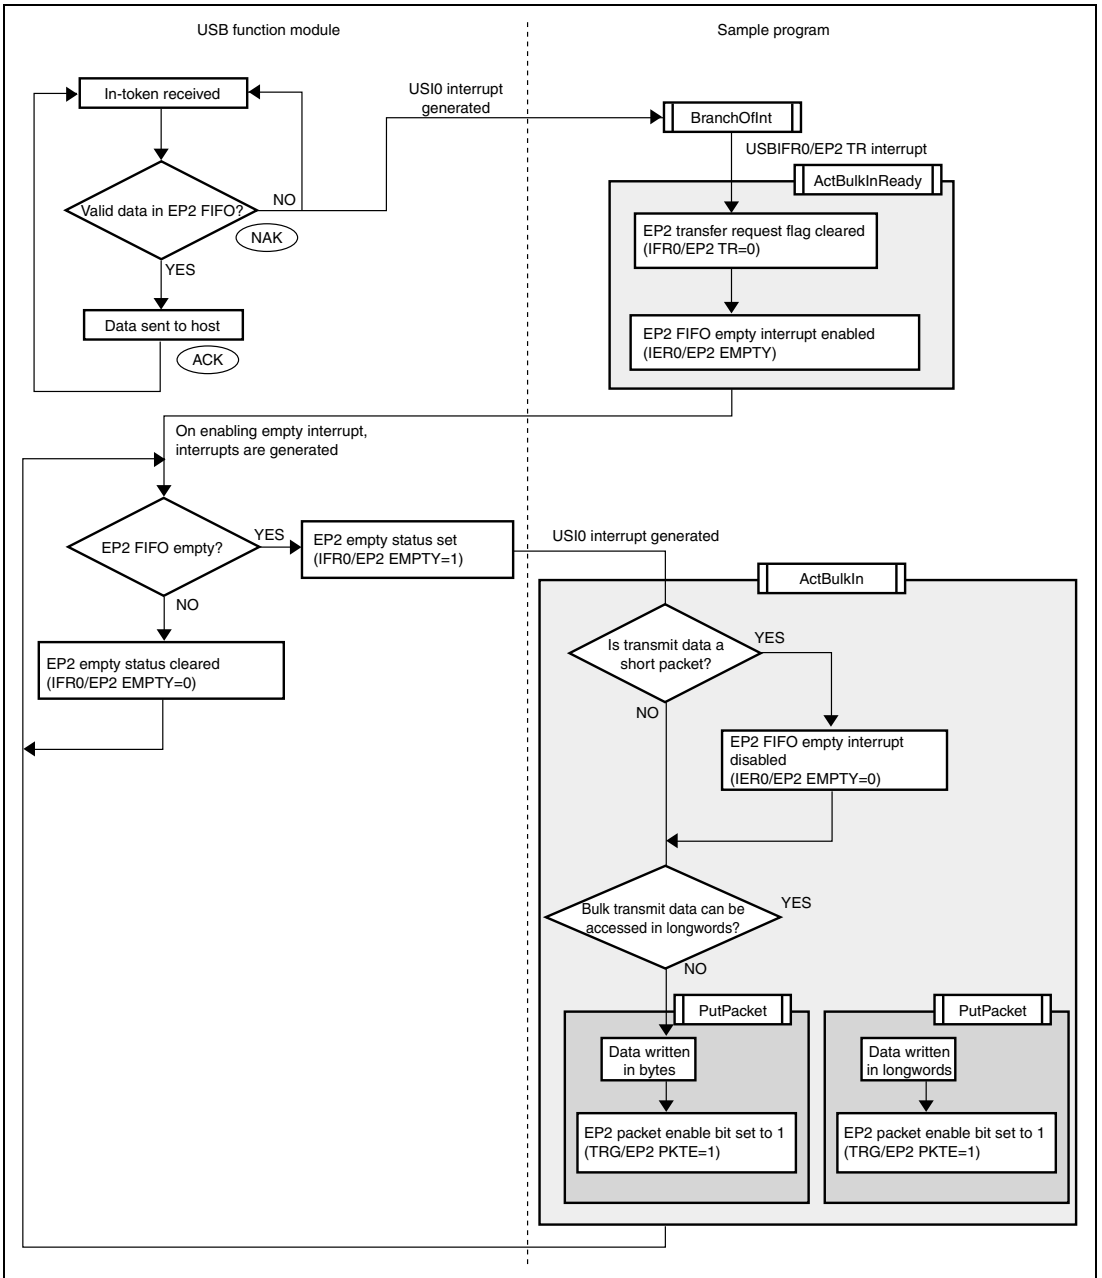 USB function module
Sample program
In-token received
USI0 interrupt
generated
BranchOfInt
USBIFR0/EP2 TR interrupt
ActBulkInReady
Valid data in EP2 FIFO?
NO
NAK
YES
EP2 transfer request flag cleared
(IFR0/EP2 TR=0)
Data sent to host
ACK
EP2 FIFO empty interrupt enabled
(IER0/EP2 EMPTY)
On enabling empty interrupt,
interrupts are generated
EP2 FIFO empty?
YES
NO
EP2 empty status set
(IFR0/EP2 EMPTY=1)
USI0 interrupt generated
EP2 empty status cleared
(IFR0/EP2 EMPTY=0)
ActBulkIn
Is transmit data a
short packet?
YES
NO
EP2 FIFO empty interrupt
disabled
(IER0/EP2 EMPTY=0)
Bulk transmit data can be
accessed in longwords?
YES
NO
PutPacket
Data written
in bytes
EP2 packet enable bit set to 1
(TRG/EP2 PKTE=1)
PutPacket
Data written
in longwords
EP2 packet enable bit set to 1
(TRG/EP2 PKTE=1)